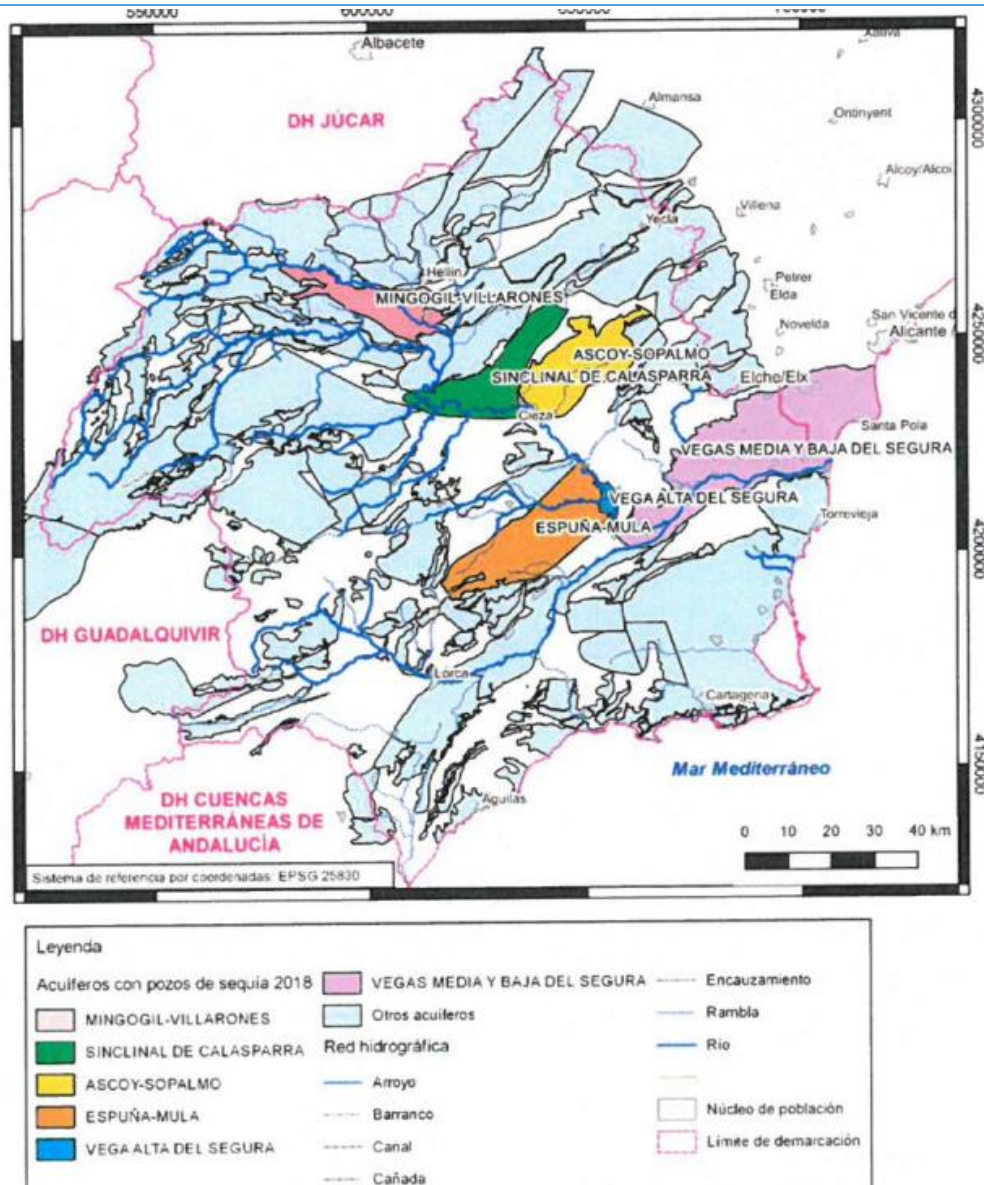 550000 600000 650000 700000
Albacete
Xátiva
DH JÚCAR
Almansa
Ontinyent
4300000
Alcoy/Alcoi
Villena
Yecla
Hellín
Petrer
Elda
MINGOGIL-VILLARONES
Novelda
San Vicente d
Alicante /
4250000
ASCOY-SOPALMO
SINCLINAL DE CALASPARRA
Elche/Elx
Cieza
Santa Pola
VEGAS MEDIA Y BAJA DEL SEGURA
VEGA ALTA DEL SEGURA
ESPUÑA-MULA
Torrevieja
4200000
DH GUADALQUIVIR
Lorca
Cartagena
Mar Mediterráneo
4150000
DH CUENCAS
MEDITERRÁNEAS DE
ANDALUCÍA
Aguilas
0 10 20 30 40 km
Sistema de referencia por coordenadas: EPSG 25830
Leyenda
Acuíferos con pozos de sequía 2018
MINGOGIL-VILLARONES
SINCLINAL DE CALASPARRA
ASCOY-SOPALMO
ESPUÑA-MULA
VEGA ALTA DEL SEGURA
VEGAS MEDIA Y BAJA DEL SEGURA
Otros acuíferos
Red hidrográfica
Arroyo
Barranco
Canal
Cañada
Encauzamiento
Rambla
Río
Núcleo de población
Límite de demarcación